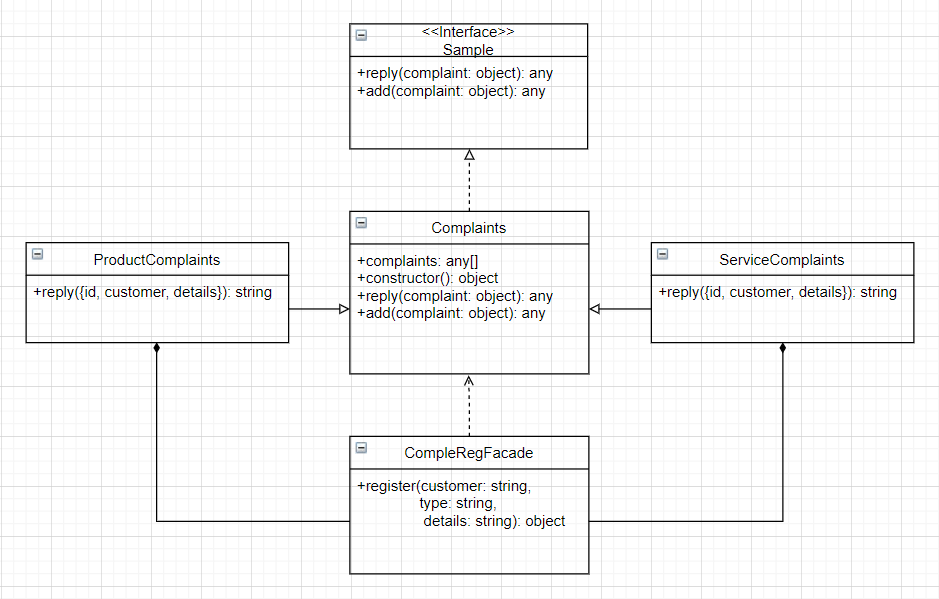 <<Interface>>
Sample
+reply(complaint: object): any
+add(complaint: object): any
Complaints
+complaints: any[]
+constructor(): object
+reply(complaint: object): any
+add(complaint: object): any
ProductComplaints
+reply({id, customer, details}): string
ServiceComplaints
+reply({id, customer, details}): string
CompleRegFacade
+register(customer: string,
type: string,
details: string): object